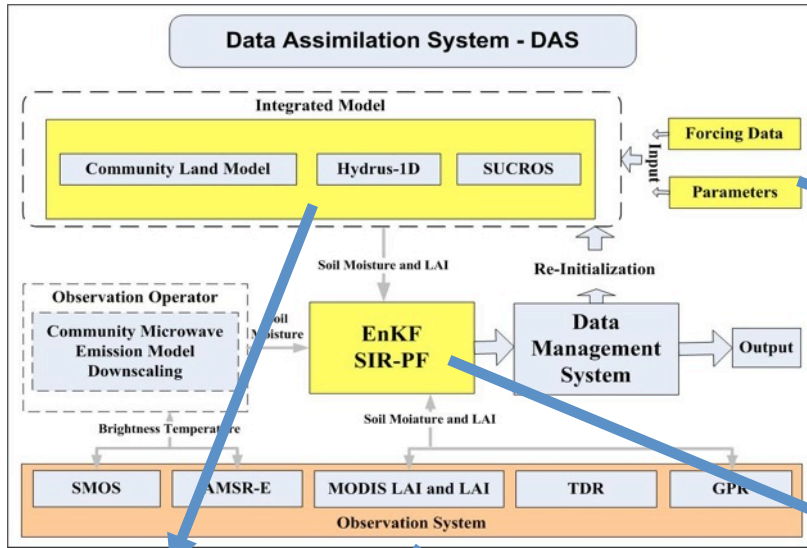 Data Assimilation System - DAS
Integrated Model
Community Land Model
Hydrus-1D
SUCROS
Forcing Data
Input
Parameters
Soil Moisture and LAI
Re-Initialization
Observation Operator
Community Microwave
Emission Model
Downscaling
Soil
Moisture
EnKF
SIR-PF
Data
Management
System
Output
Brightness Temperature
Soil Moiature and LAI
SMOS
AMSR-E
MODIS LAI and LAI
TDR
GPR
Observation System